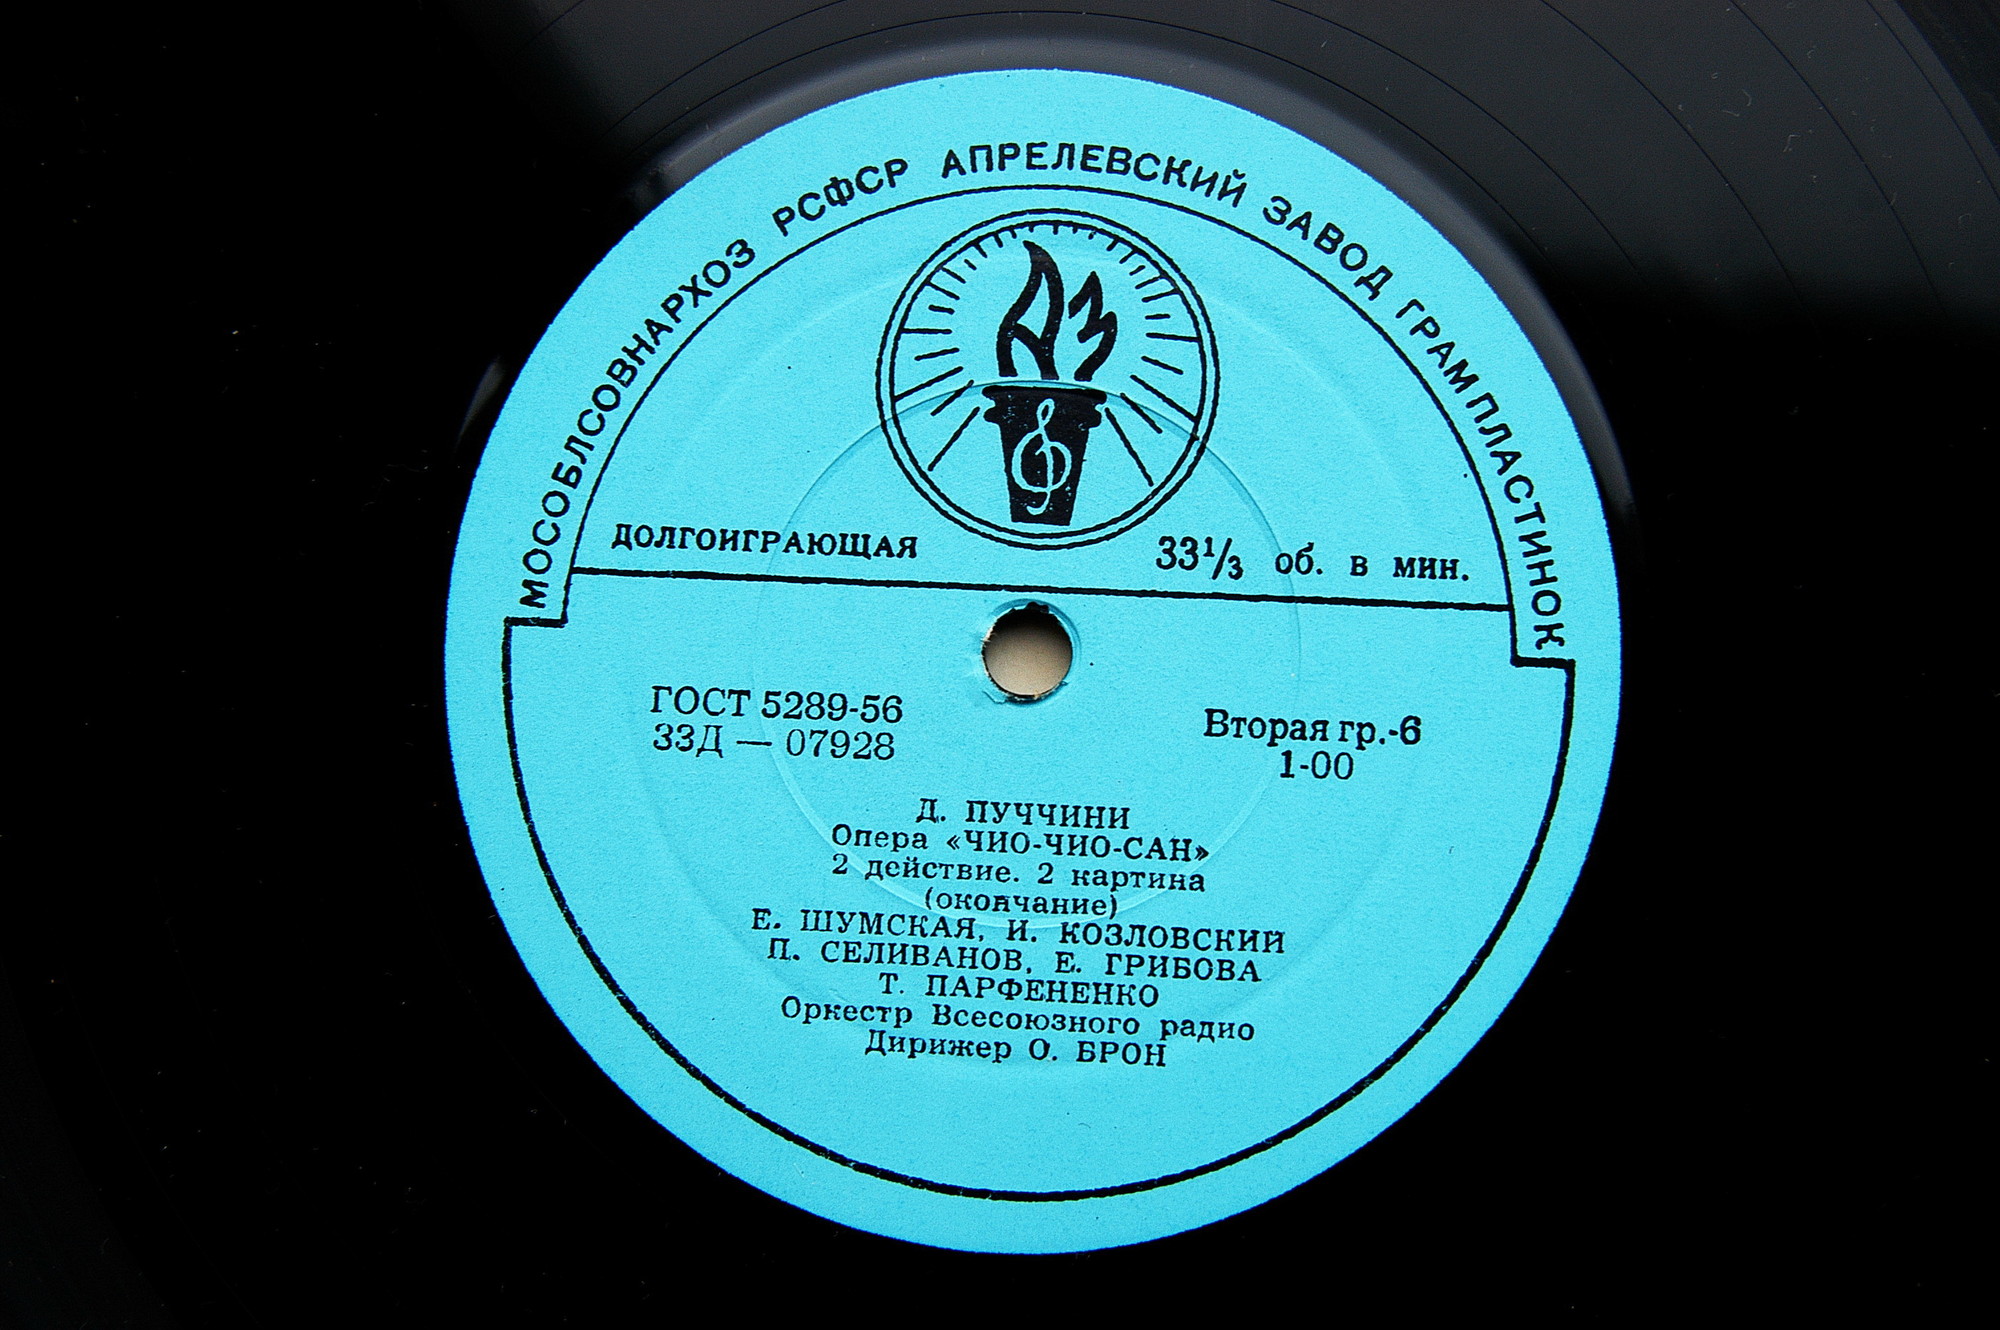 МОСОБЛСОВНАРХОЗ РСФСР АПРЕЛЕВСКИЙ ЗАВОД ГРАМПЛАСТИНОК
АЗ
ДОЛГОИГРАЮЩАЯ
33⅓ об. в мин.
ГОСТ 5289-56
33Д — 07928
Вторая гр.-6
1-00
Д. ПУЧЧИНИ
Опера «ЧИО-ЧИО-САН»
2 действие. 2 картина
(окончание)
Е. ШУМСКАЯ, И. КОЗЛОВСКИЙ
П. СЕЛИВАНОВ, Е. ГРИБОВА
Т. ПАРФЕНЕНКО
Оркестр Всесоюзного радио
Дирижер О. БРОН